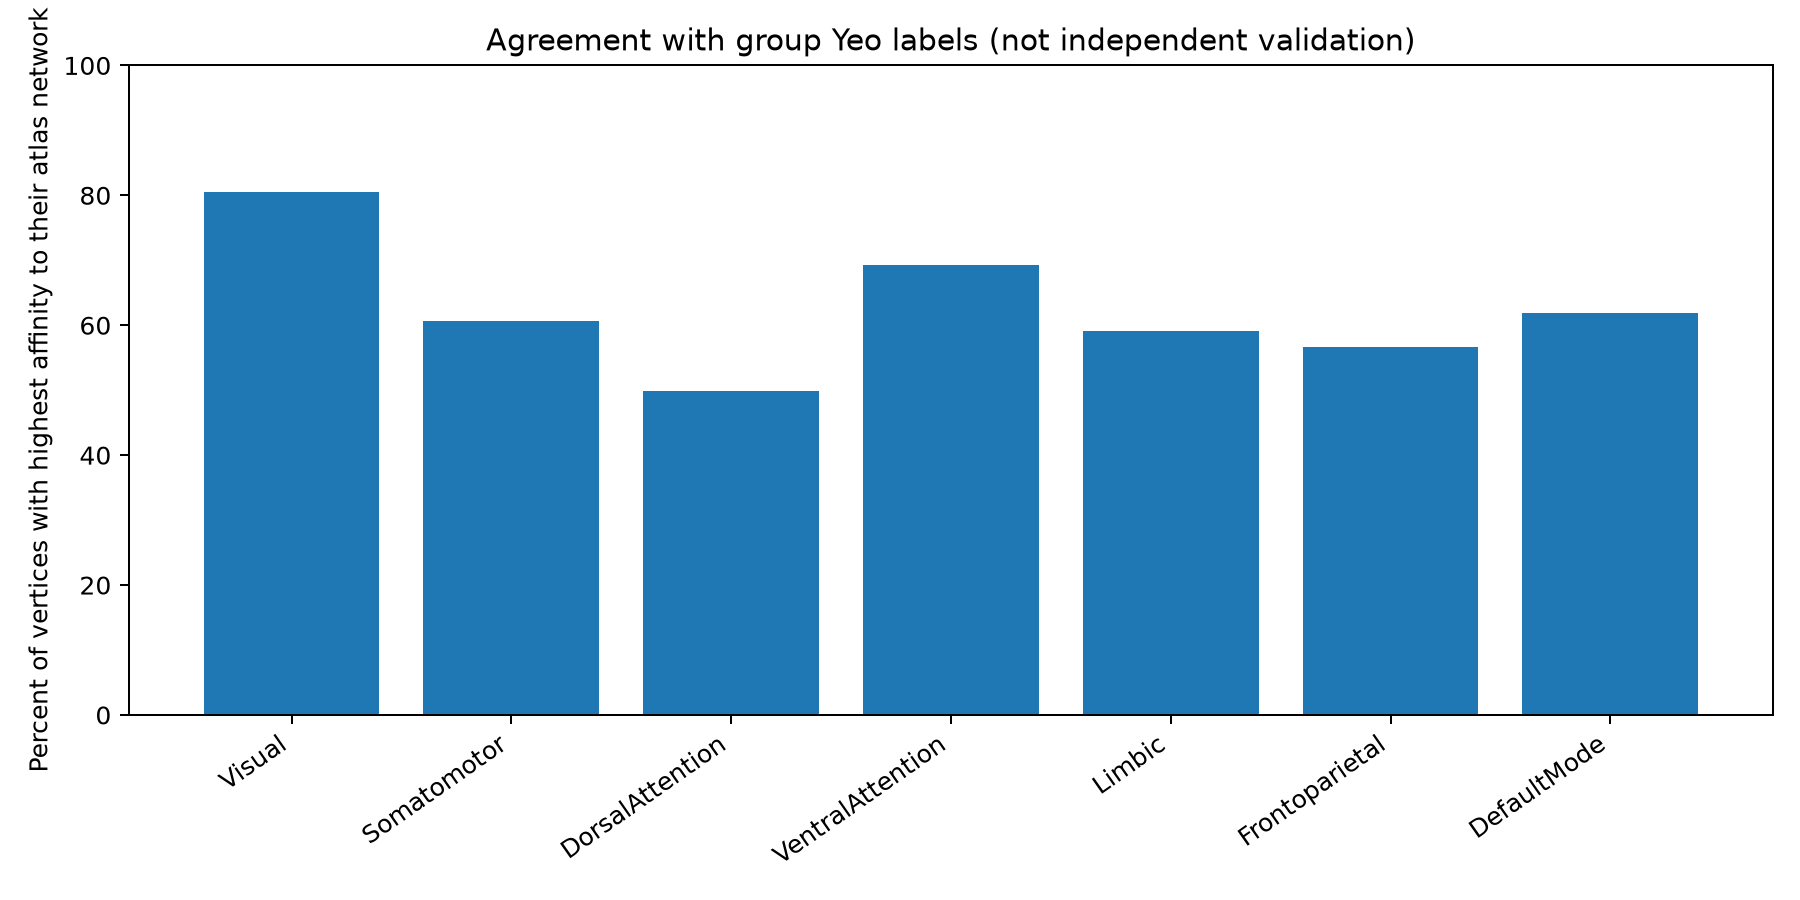 Agreement with group Yeo labels (not independent validation)
Percent of vertices with highest affinity to their atlas network
100
80
60
40
20
0
Visual
Somatomotor
DorsalAttention
VentralAttention
Limbic
Frontoparietal
DefaultMode